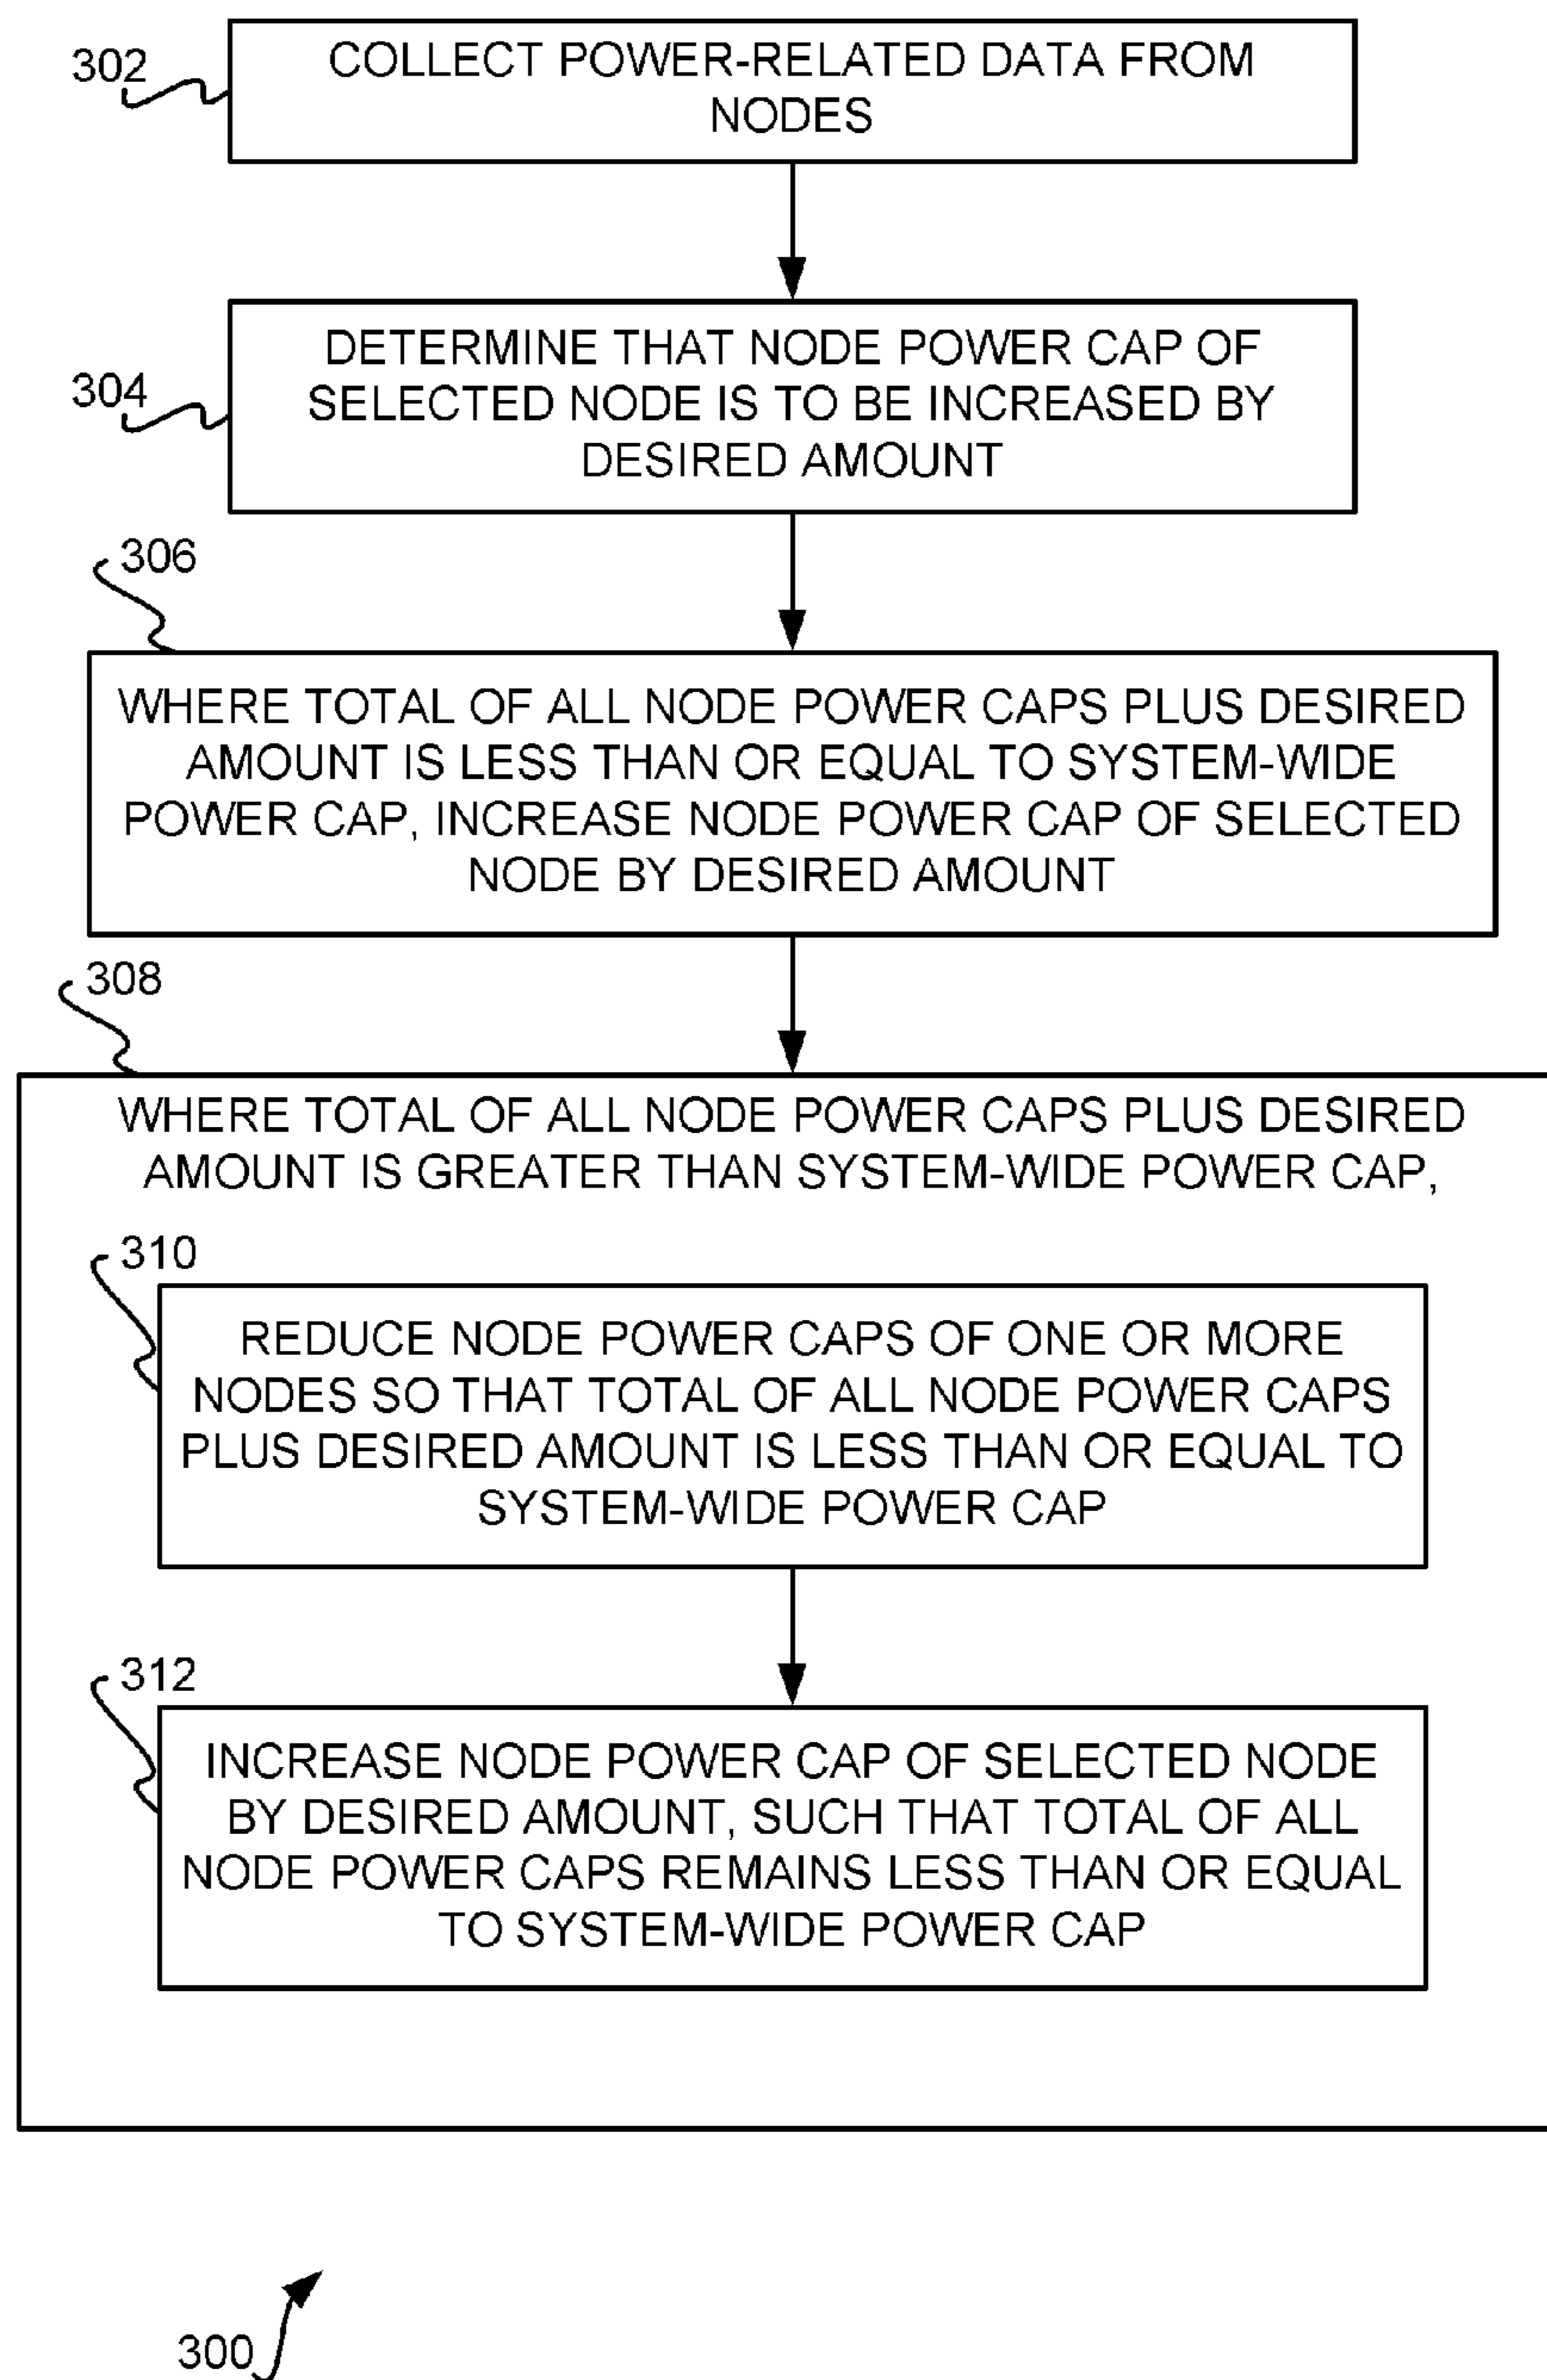 302
COLLECT POWER-RELATED DATA FROM
NODES
304
DETERMINE THAT NODE POWER CAP OF
SELECTED NODE IS TO BE INCREASED BY
DESIRED AMOUNT
306
WHERE TOTAL OF ALL NODE POWER CAPS PLUS DESIRED
AMOUNT IS LESS THAN OR EQUAL TO SYSTEM-WIDE
POWER CAP, INCREASE NODE POWER CAP OF SELECTED
NODE BY DESIRED AMOUNT
308
WHERE TOTAL OF ALL NODE POWER CAPS PLUS DESIRED
AMOUNT IS GREATER THAN SYSTEM-WIDE POWER CAP,
310
REDUCE NODE POWER CAPS OF ONE OR MORE
NODES SO THAT TOTAL OF ALL NODE POWER CAPS
PLUS DESIRED AMOUNT IS LESS THAN OR EQUAL TO
SYSTEM-WIDE POWER CAP
312
INCREASE NODE POWER CAP OF SELECTED NODE
BY DESIRED AMOUNT, SUCH THAT TOTAL OF ALL
NODE POWER CAPS REMAINS LESS THAN OR EQUAL
TO SYSTEM-WIDE POWER CAP
300